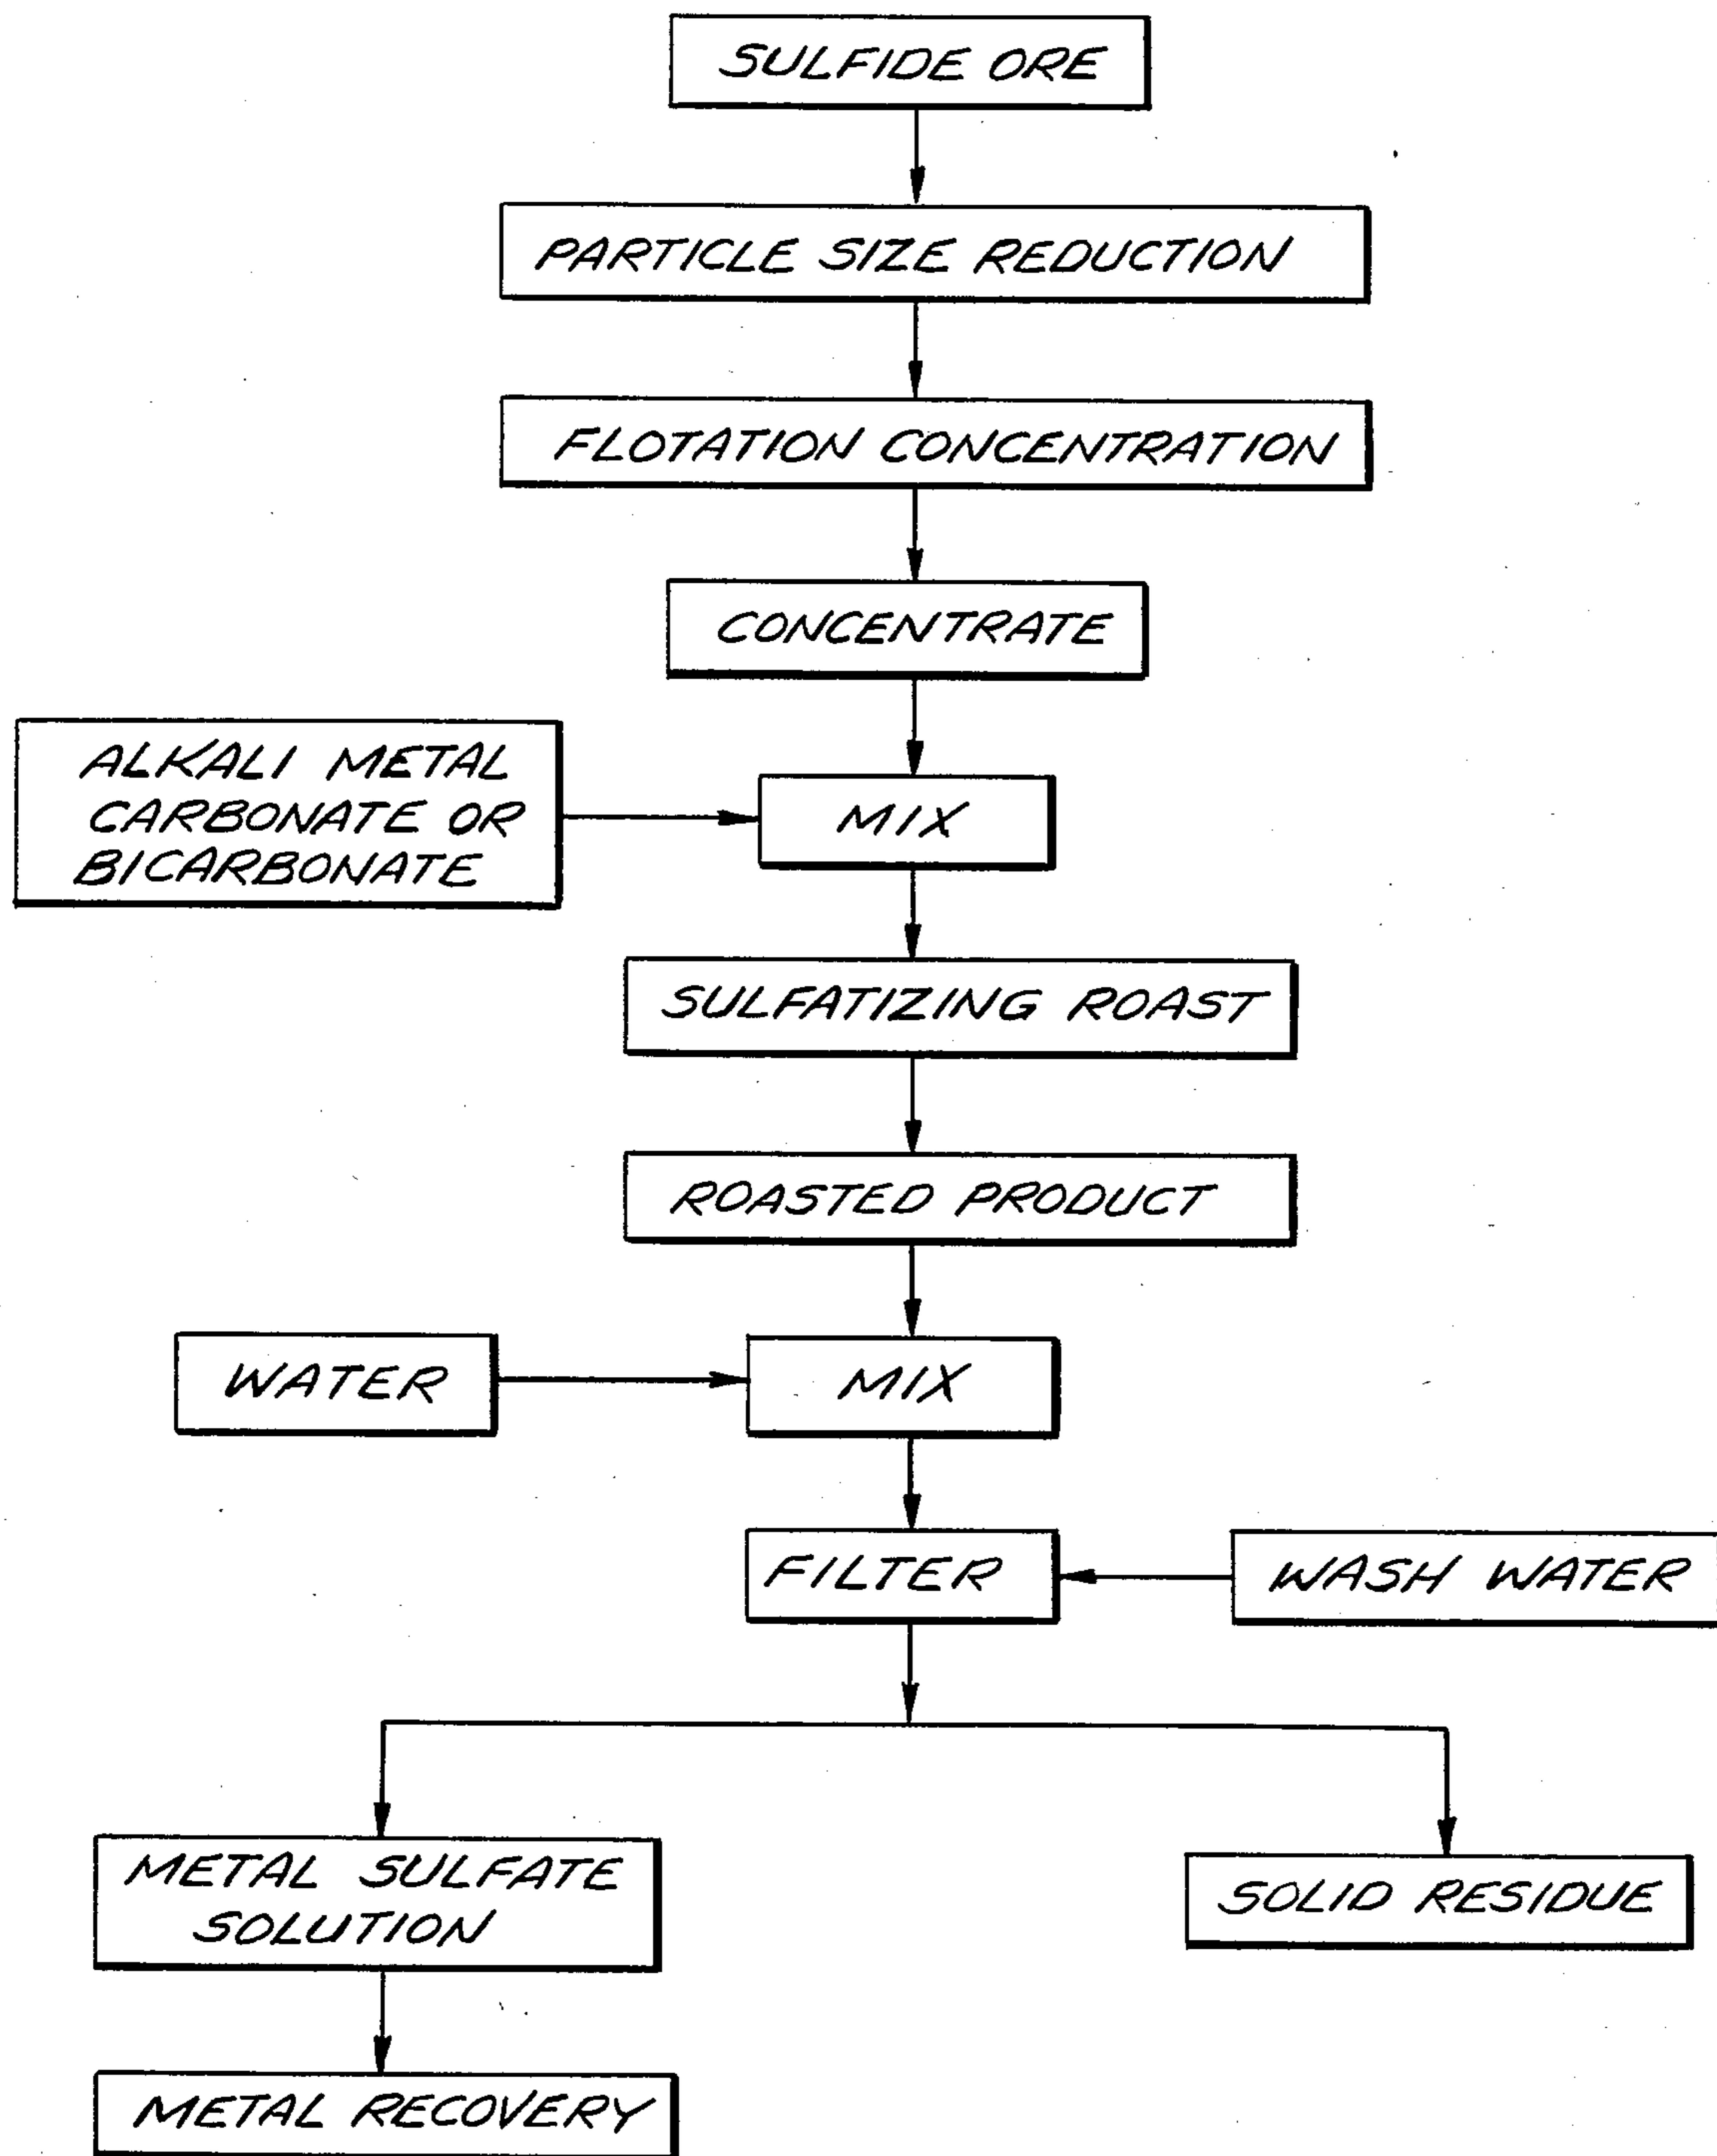 SULFIDE ORE
PARTICLE SIZE REDUCTION
FLOTATION CONCENTRATION
CONCENTRATE
ALKALI METAL
CARBONATE OR
BICARBONATE
MIX
SULFATIZING ROAST
ROASTED PRODUCT
WATER
MIX
FILTER
WASH WATER
METAL SULFATE
SOLUTION
SOLID RESIDUE
METAL RECOVERY